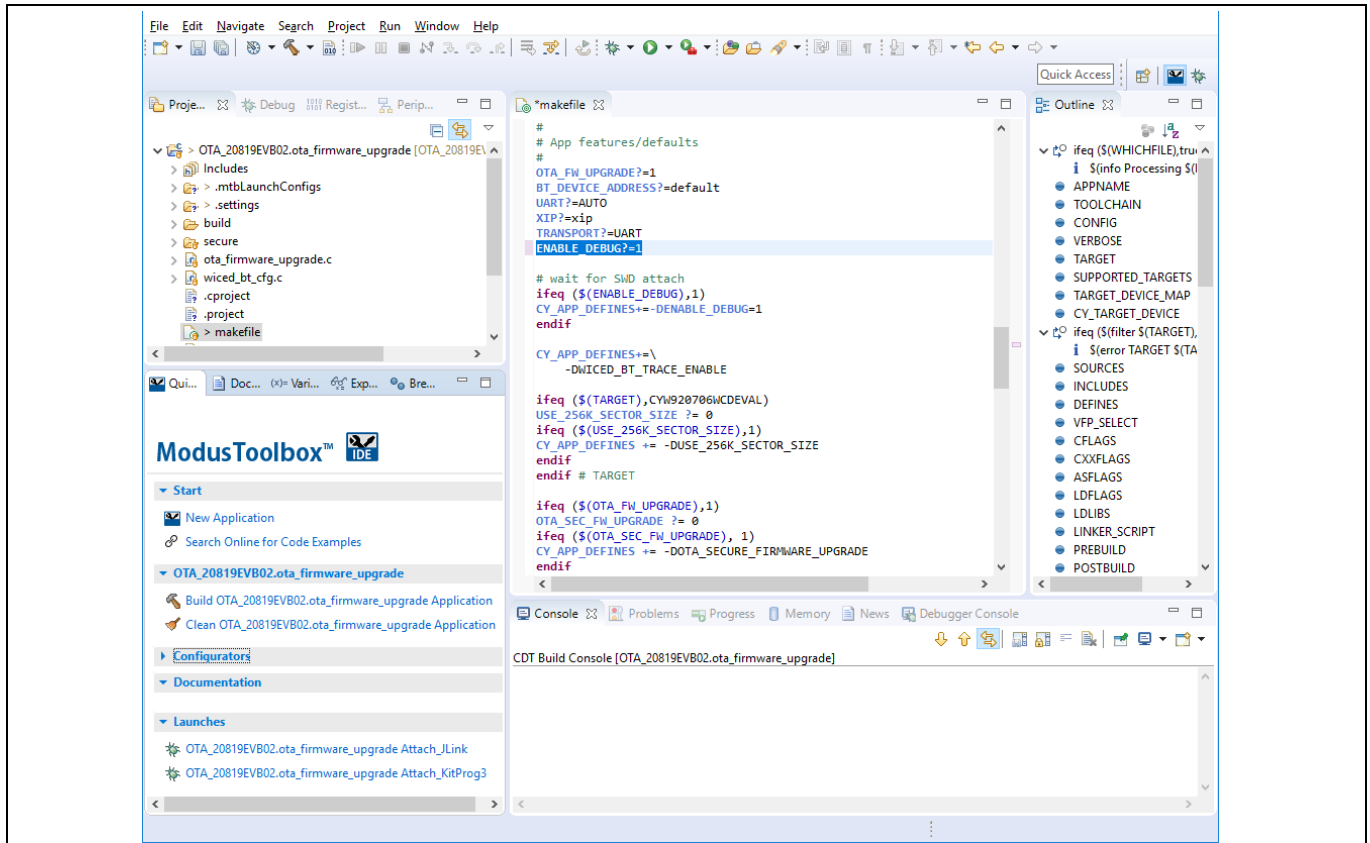 File Edit Navigate Search Project Run Window Help
Quick Access
Proje... Debug Regist... Perip...
OTA_20819EVB02.ota_firmware_upgrade [OTA_20819EV
Includes
> .mtbLaunchConfigs
> .settings
build
secure
ota_firmware_upgrade.c
wiced_bt_cfg.c
.cproject
.project
> makefile
*makefile
#
# App features/defaults
#
OTA_FW_UPGRADE?=1
BT_DEVICE_ADDRESS?=default
UART?=AUTO
XIP?=xip
TRANSPORT?=UART
ENABLE_DEBUG?=1
# wait for SWD attach
ifeq ($(ENABLE_DEBUG),1)
CY_APP_DEFINES+=-DENABLE_DEBUG=1
endif
CY_APP_DEFINES+=\
-DWICED_BT_TRACE_ENABLE
ifeq ($(TARGET),CYW920706WCDEVAL)
USE_256K_SECTOR_SIZE ?= 0
ifeq ($(USE_256K_SECTOR_SIZE),1)
CY_APP_DEFINES += -DUSE_256K_SECTOR_SIZE
endif
endif # TARGET
ifeq ($(OTA_FW_UPGRADE),1)
OTA_SEC_FW_UPGRADE ?= 0
ifeq ($(OTA_SEC_FW_UPGRADE), 1)
CY_APP_DEFINES += -DOTA_SECURE_FIRMWARE_UPGRADE
endif
Outline
ifeq ($(WHICHFILE),tru
$(info Processing $(
APPNAME
TOOLCHAIN
CONFIG
VERBOSE
TARGET
SUPPORTED_TARGETS
TARGET_DEVICE_MAP
CY_TARGET_DEVICE
ifeq ($(filter $(TARGET),
$(error TARGET $(TA
SOURCES
INCLUDES
DEFINES
VFP_SELECT
CFLAGS
CXXFLAGS
ASFLAGS
LDFLAGS
LDLIBS
LINKER_SCRIPT
PREBUILD
POSTBUILD
Qui... Doc... (x)= Vari... Exp... Bre...
ModusToolbox™ IDE
Start
New Application
Search Online for Code Examples
OTA_20819EVB02.ota_firmware_upgrade
Build OTA_20819EVB02.ota_firmware_upgrade Application
Clean OTA_20819EVB02.ota_firmware_upgrade Application
Configurators
Documentation
Launches
OTA_20819EVB02.ota_firmware_upgrade Attach_JLink
OTA_20819EVB02.ota_firmware_upgrade Attach_KitProg3
Console Problems Progress Memory News Debugger Console
CDT Build Console [OTA_20819EVB02.ota_firmware_upgrade]